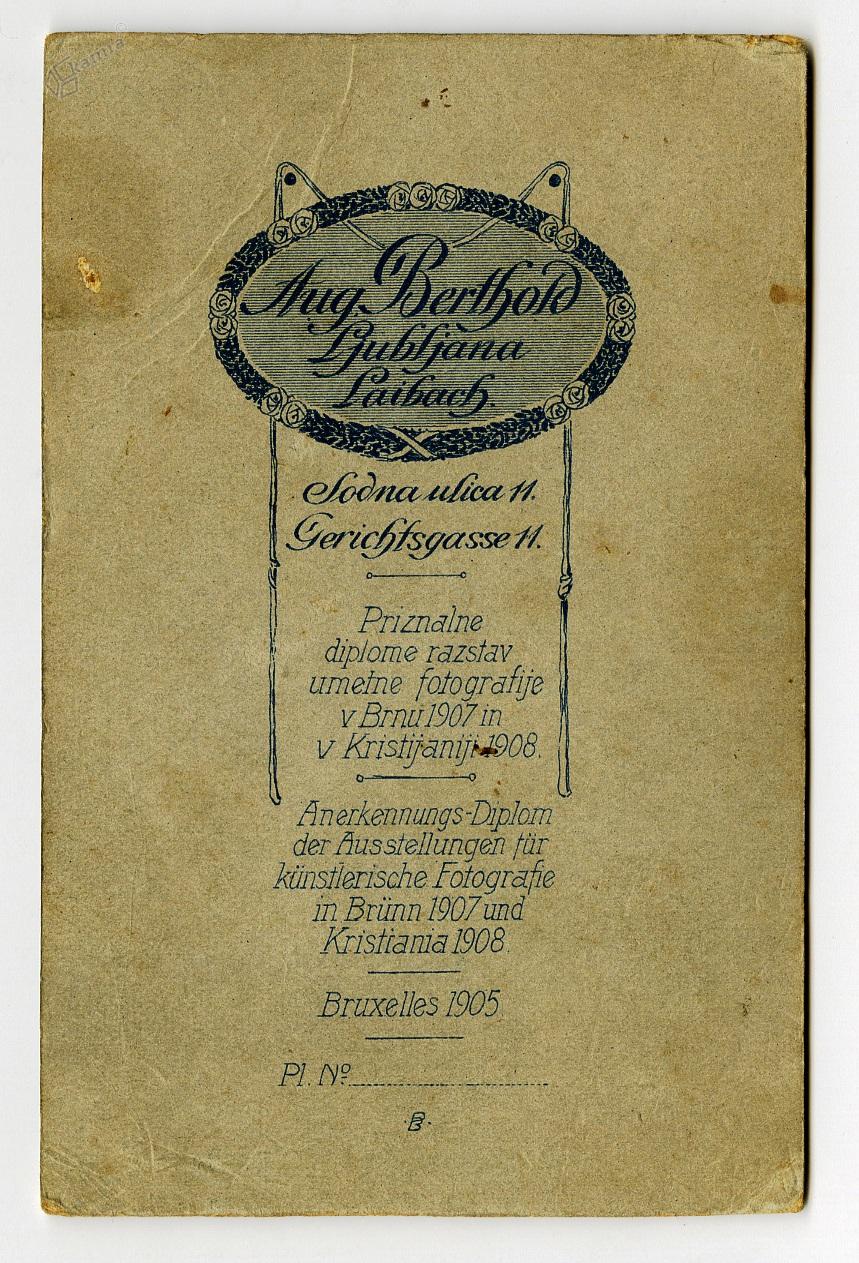 kamra
Aug. Berthold
Ljubljana
Laibach.
Sodna ulica 11.
Gerichtsgasse 11.
Priznalne
diplome razstav
umetne fotografije
v Brnu 1907 in
v Kristijaniji 1908.
Anerkennungs-Diplom
der Ausstellungen für
künstlerische Fotografie
in Brünn 1907 und
Kristiania 1908.
Bruxelles 1905
Pl. Nº